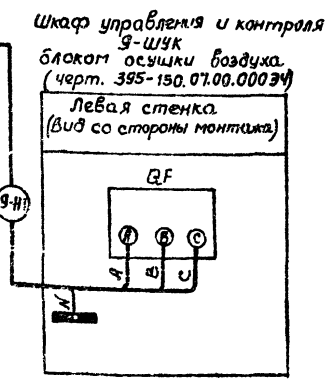 Шкаф управления и контроля
9-ШУК
блоком осушки воздуха
(черт. 395-150.07.00.000Э4)
Левая стенка
(Вид со стороны монтажа)
QF
A B C
9-H1
A B C
N